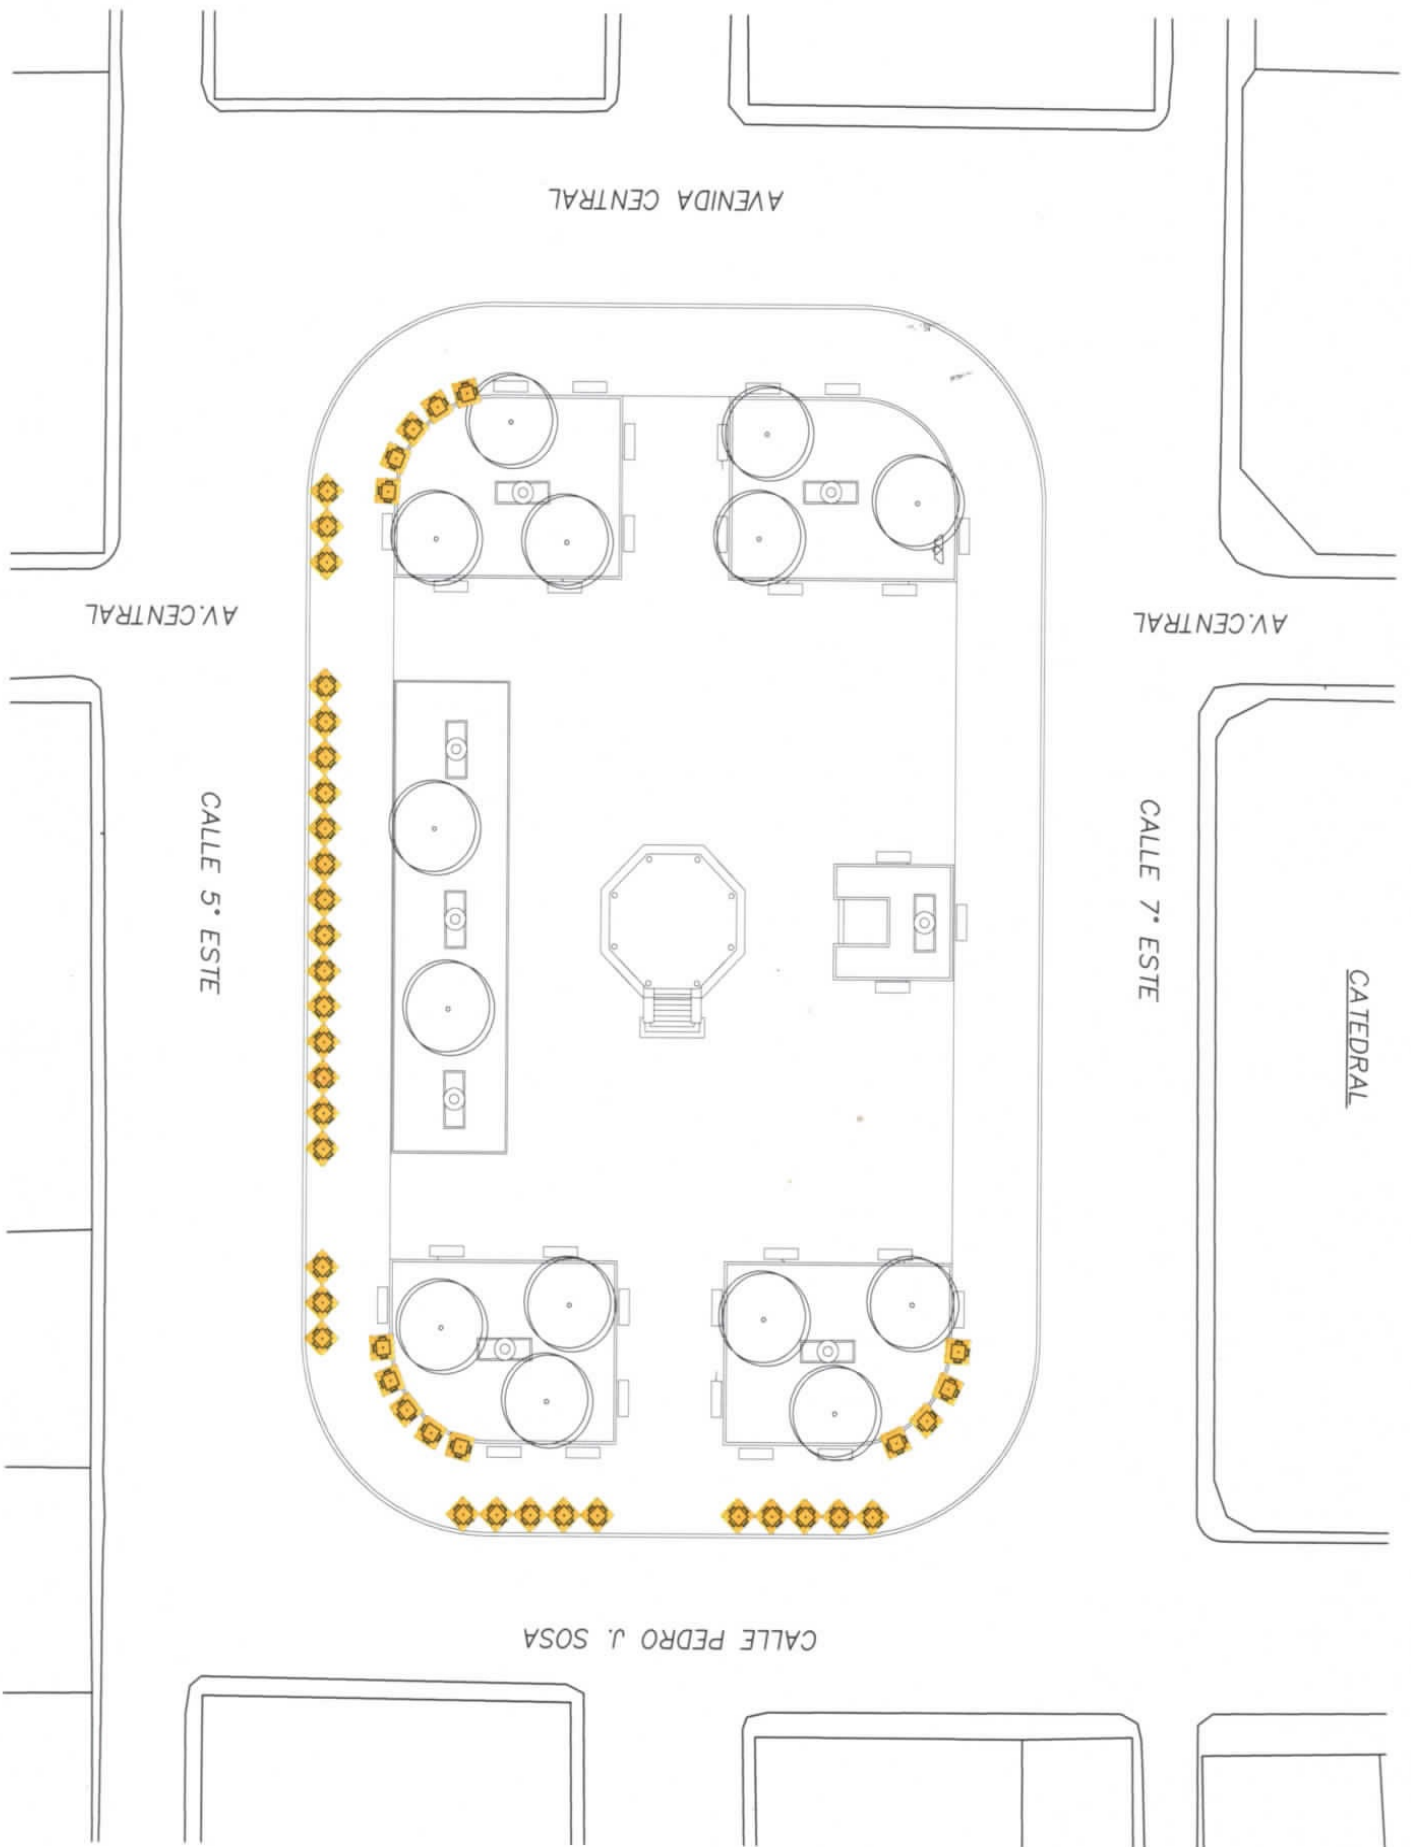 AVENIDA CENTRAL
AV.CENTRAL
AV.CENTRAL
CALLE 5° ESTE
CALLE 7° ESTE
CATEDRAL
CALLE PEDRO J. SOSA